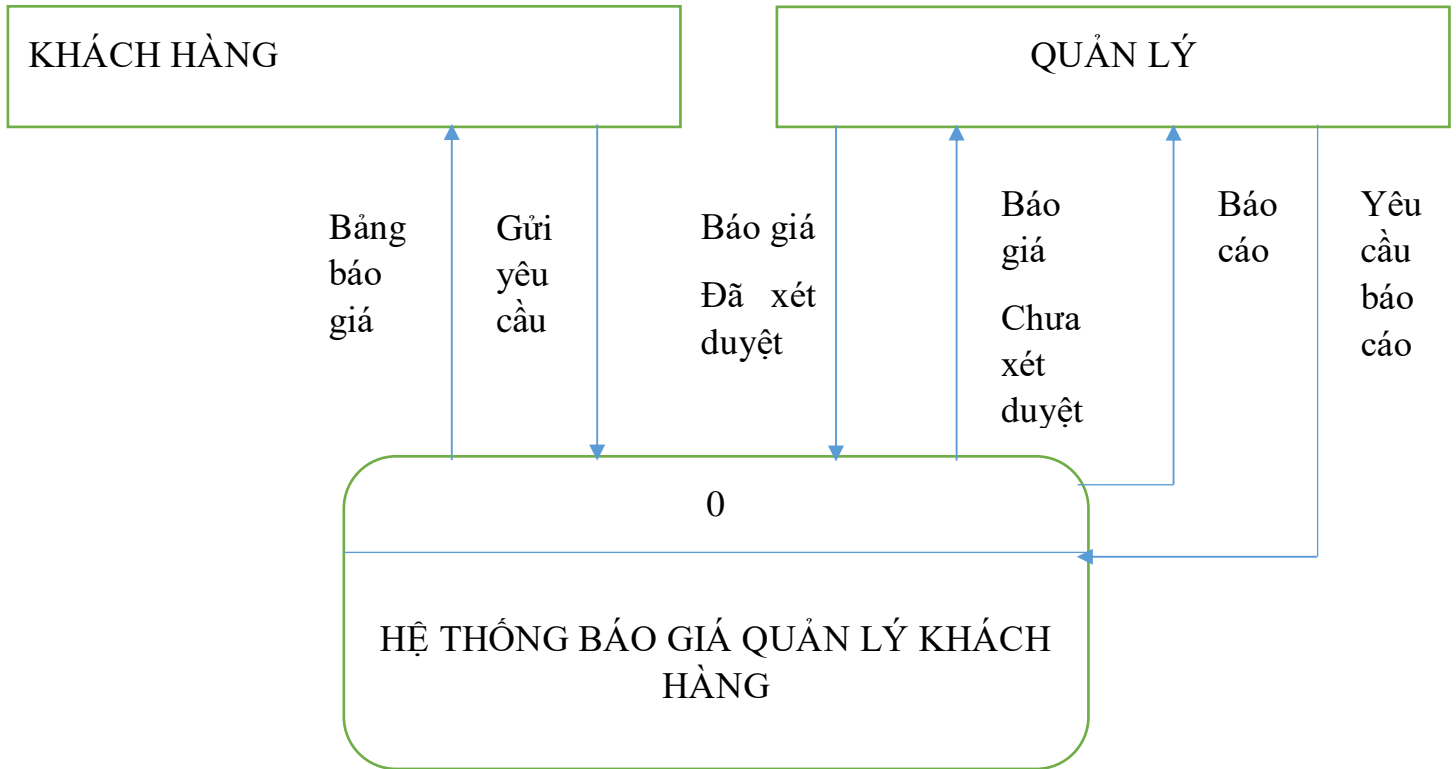 KHÁCH HÀNG
QUẢN LÝ
Bảng
báo
giá
Gửi
yêu
cầu
Báo giá
Đã xét
duyệt
Báo
giá
Chưa
xét
duyệt
Báo
cáo
Yêu
cầu
báo
cáo
0
HỆ THỐNG BÁO GIÁ QUẢN LÝ KHÁCH
HÀNG